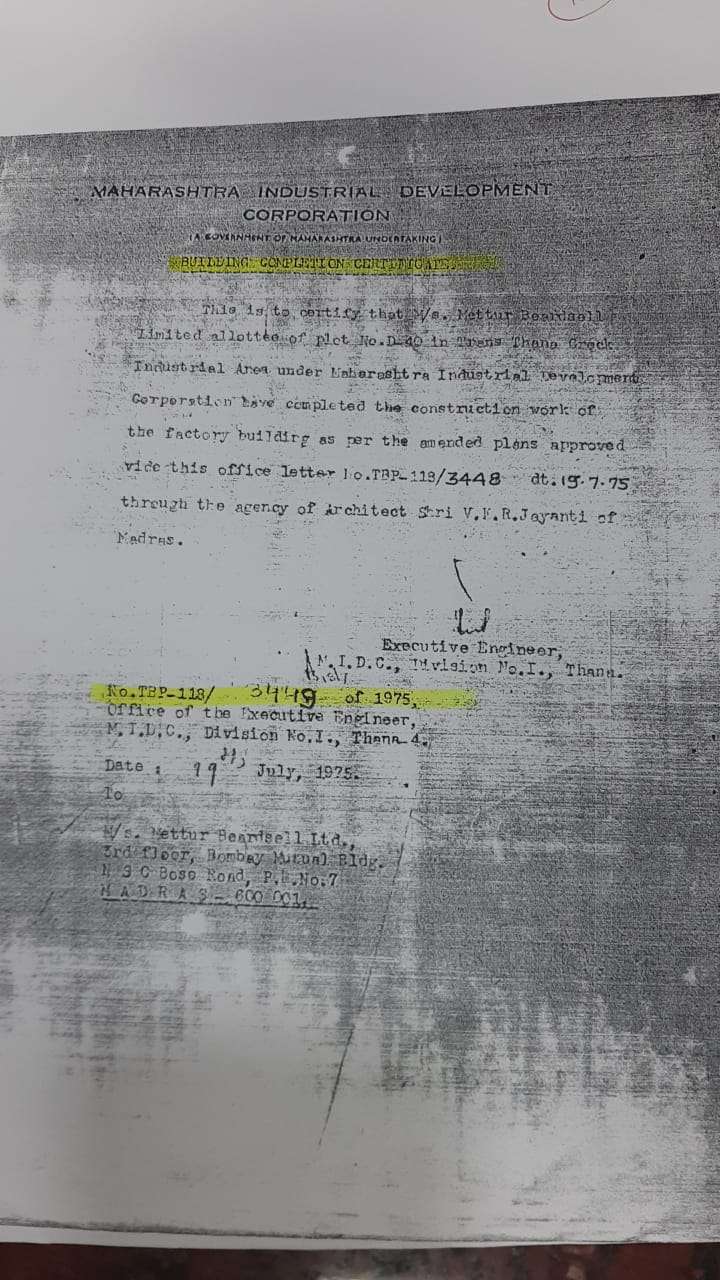 MAHARASHTRA INDUSTRIAL DEVELOPMENT
CORPORATION
(A GOVERNMENT OF MAHARASHTRA UNDERTAKING)
BUILDING COMPLETION CERTIFICATE
This is to certify that M/s. Mettur Beardsell
Limited allottee of plot No.D-40 in Trans Thana Creek
Industrial Area under Maharashtra Industrial Development
Corporation have completed the construction work of
the factory building as per the amended plans approved
vide this office letter No.TBP-118/3448 dt.19.7.75
through the agency of Architect Shri V.K.R.Jayanti of
Madras.
Executive Engineer,
M.I.D.C., Division No.I., Thana.
No.TBP-118/ 3449 of 1975,
Office of the Executive Engineer,
M.I.D.C., Division No.I., Thana 4.
Date : 19th, July, 1975.
To
M/s. Mettur Beardsell Ltd.,
3rd floor, Bombay Mutual Bldg.
N S C Bose Road, P.B.No.7
M A D R A S - 600 001.